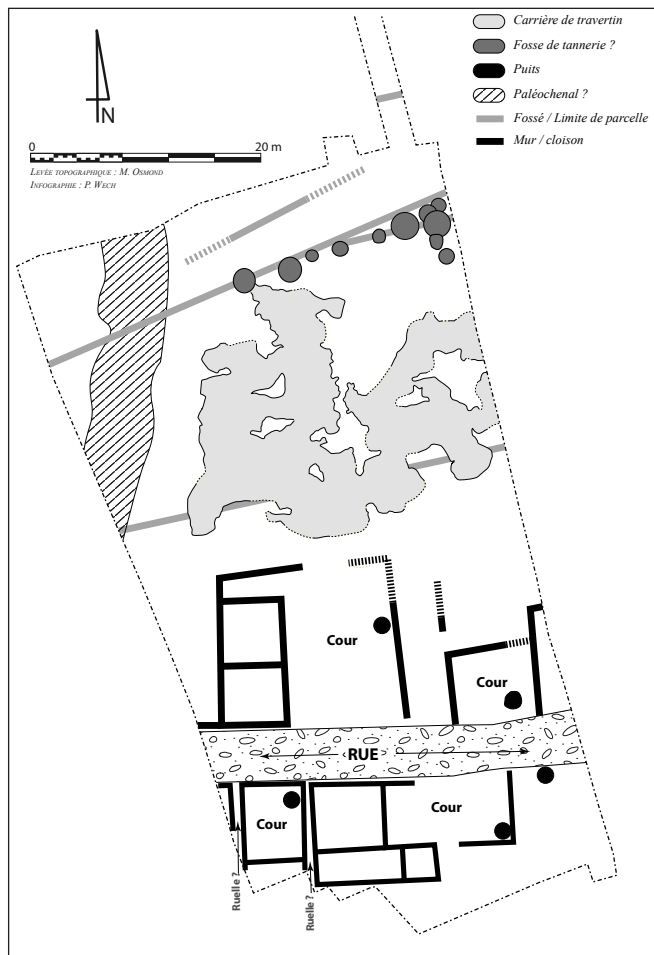 Carrière de travertin
Fosse de tannerie ?
Puits
Paléochenal ?
Fossé / Limite de parcelle
Mur / cloison
N
0
20 m
Levée topographique : M. Osmond
Infographie : P. Wech
Cour
Cour
RUE
Cour
Cour
Ruelle ?
Ruelle ?